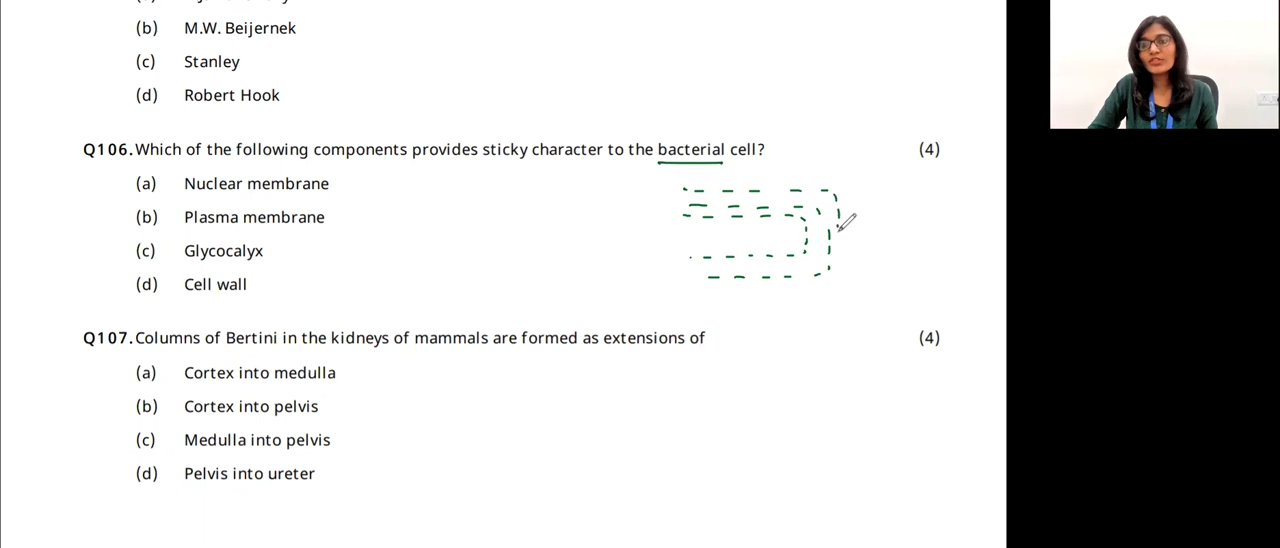 (b) M.W. Beijernek
(c) Stanley
(d) Robert Hook
Q106. Which of the following components provides sticky character to the bacterial cell? (4)
(a) Nuclear membrane
(b) Plasma membrane
(c) Glycocalyx
(d) Cell wall
Q107. Columns of Bertini in the kidneys of mammals are formed as extensions of (4)
(a) Cortex into medulla
(b) Cortex into pelvis
(c) Medulla into pelvis
(d) Pelvis into ureter